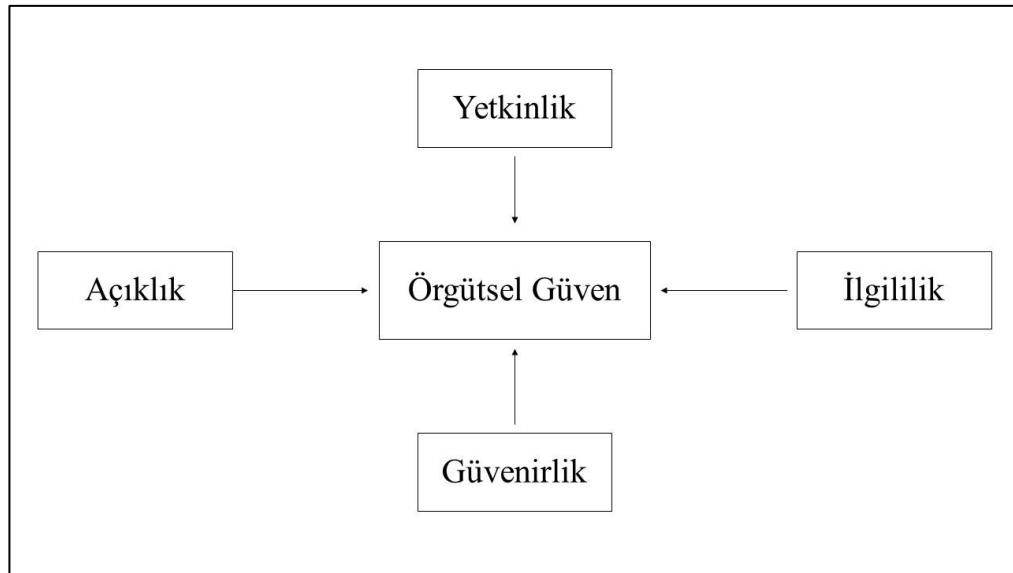 Yetkinlik
Açıklık
Örgütsel Güven
İlgililik
Güvenirlik